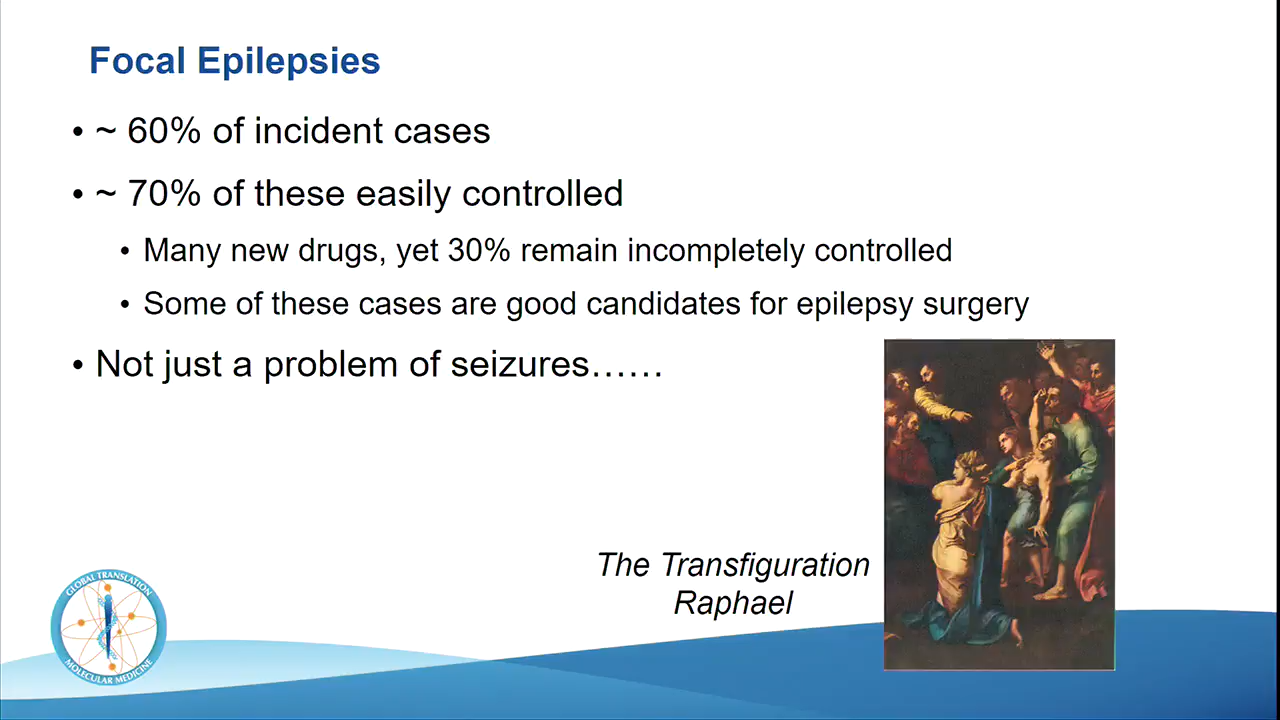 Focal Epilepsies
• ~ 60% of incident cases
• ~ 70% of these easily controlled
• Many new drugs, yet 30% remain incompletely controlled
• Some of these cases are good candidates for epilepsy surgery
• Not just a problem of seizures……
The Transfiguration
Raphael
GLOBAL TRANSLATION
MOLECULAR MEDICINE